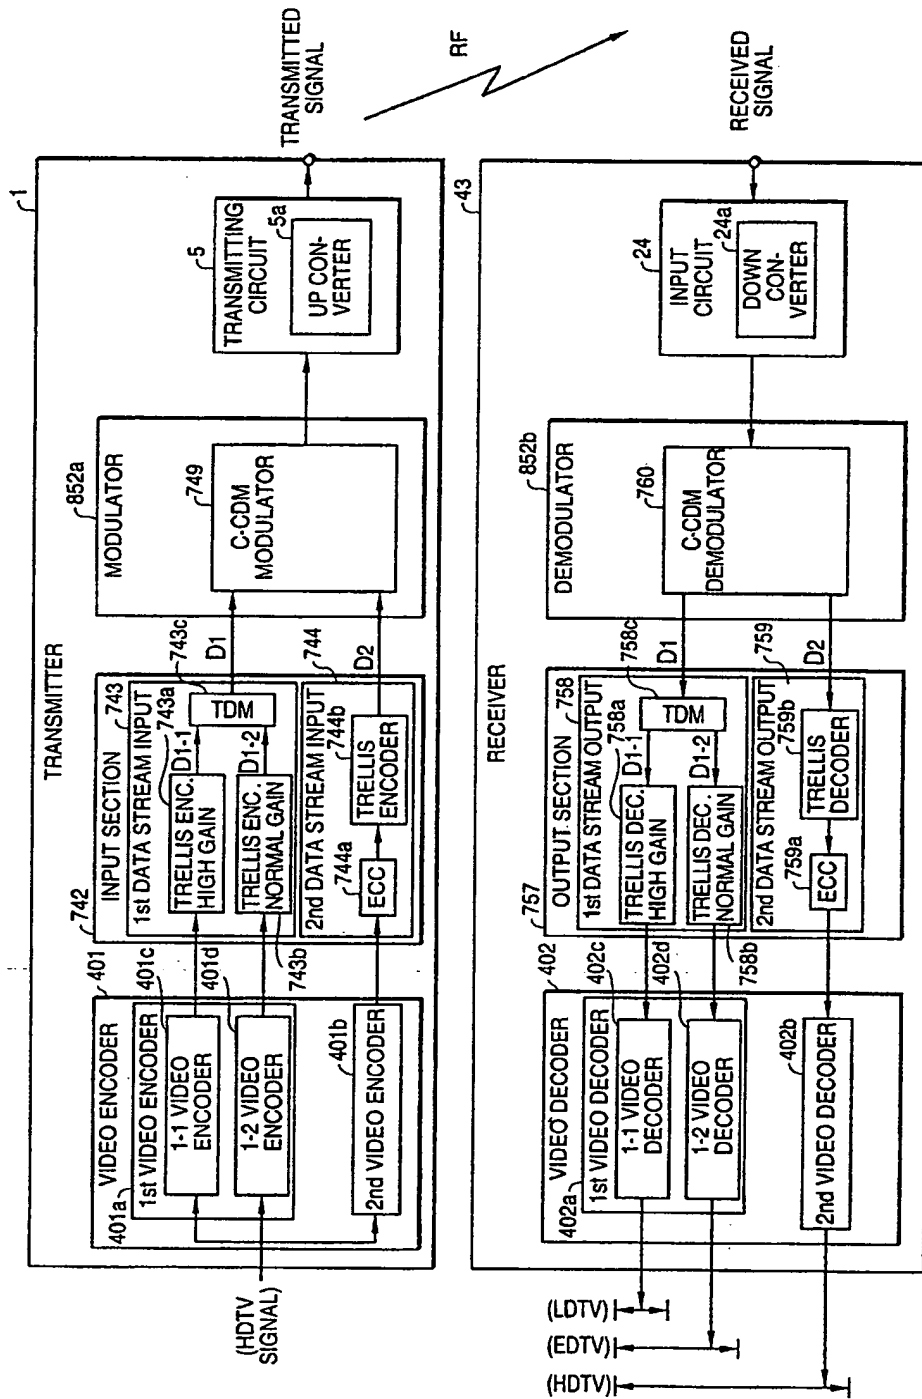 TRANSMITTER
1
VIDEO ENCODER
401
1st VIDEO ENCODER
401a
401c
1-1 VIDEO
ENCODER
401d
1-2 VIDEO
ENCODER
401b
2nd VIDEO ENCODER
(HDTV
SIGNAL)
742
INPUT SECTION
743
1st DATA STREAM INPUT
743a
TRELLIS ENC.
HIGH GAIN
TRELLIS ENC.
NORMAL GAIN
743b
D1-1
D1-2
743c
TDM
D1
744
2nd DATA STREAM INPUT
744a
ECC
744b
TRELLIS
ENCODER
D2
852a
MODULATOR
749
C-CDM
MODULATOR
5
TRANSMITTING
CIRCUIT
5a
UP CON-
VERTER
TRANSMITTED
SIGNAL
RF
RECEIVER
43
VIDEO DECODER
402
1st VIDEO DECODER
402a
402c
1-1 VIDEO
DECODER
402d
1-2 VIDEO
DECODER
402b
2nd VIDEO DECODER
(LDTV)
(EDTV)
(HDTV)
757
OUTPUT SECTION
758
1st DATA STREAM OUTPUT
758a
TRELLIS DEC.
HIGH GAIN
TRELLIS DEC.
NORMAL GAIN
758b
D1-1
D1-2
758c
TDM
D1
759
2nd DATA STREAM OUTPUT
759a
ECC
759b
TRELLIS
DECODER
D2
852b
DEMODULATOR
760
C-CDM
DEMODULATOR
24
INPUT
CIRCUIT
24a
DOWN
CON-
VERTER
RECEIVED
SIGNAL